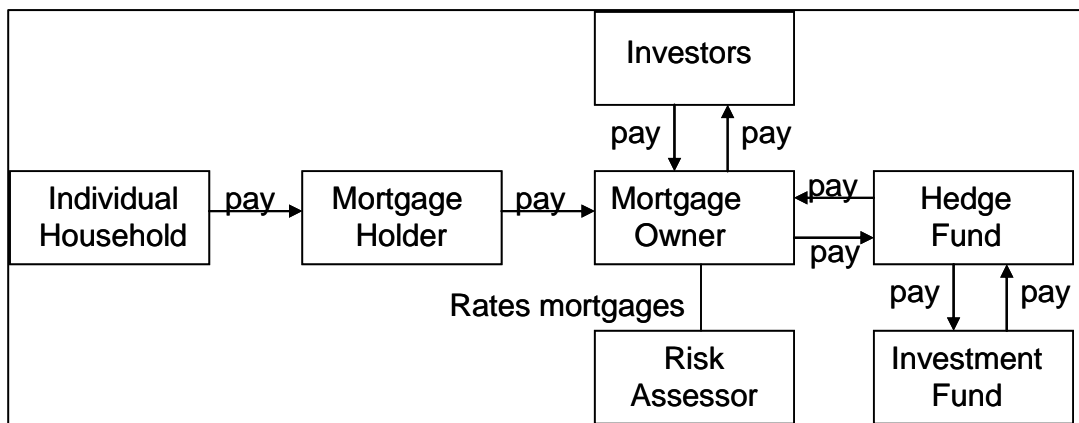 Investors
pay
pay
Individual
Household
pay
Mortgage
Holder
pay
Mortgage
Owner
pay
pay
Hedge
Fund
Rates mortgages
pay
pay
Risk
Assessor
Investment
Fund